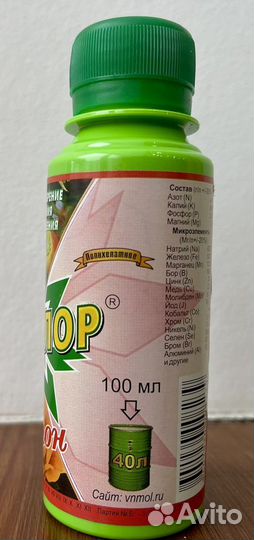 Состав
Азот (N)
Калий (K)
Фосфор (P)
Магний (Mg)
Микроэлементы
Натрий (Na)
Железо (Fe)
Марганец (Mn)
Бор (B)
Цинк (Zn)
Медь (Cu)
Молибден (Mo)
Йод (J)
Кобальт (Co)
Хром (Cr)
Никель (Ni)
Селен (Se)
Бром (Br)
Алюминий (Al)
и другие
Полихелатное
ЛОР ®
100 мл
40л
Сайт: vnmol.ru
Avito